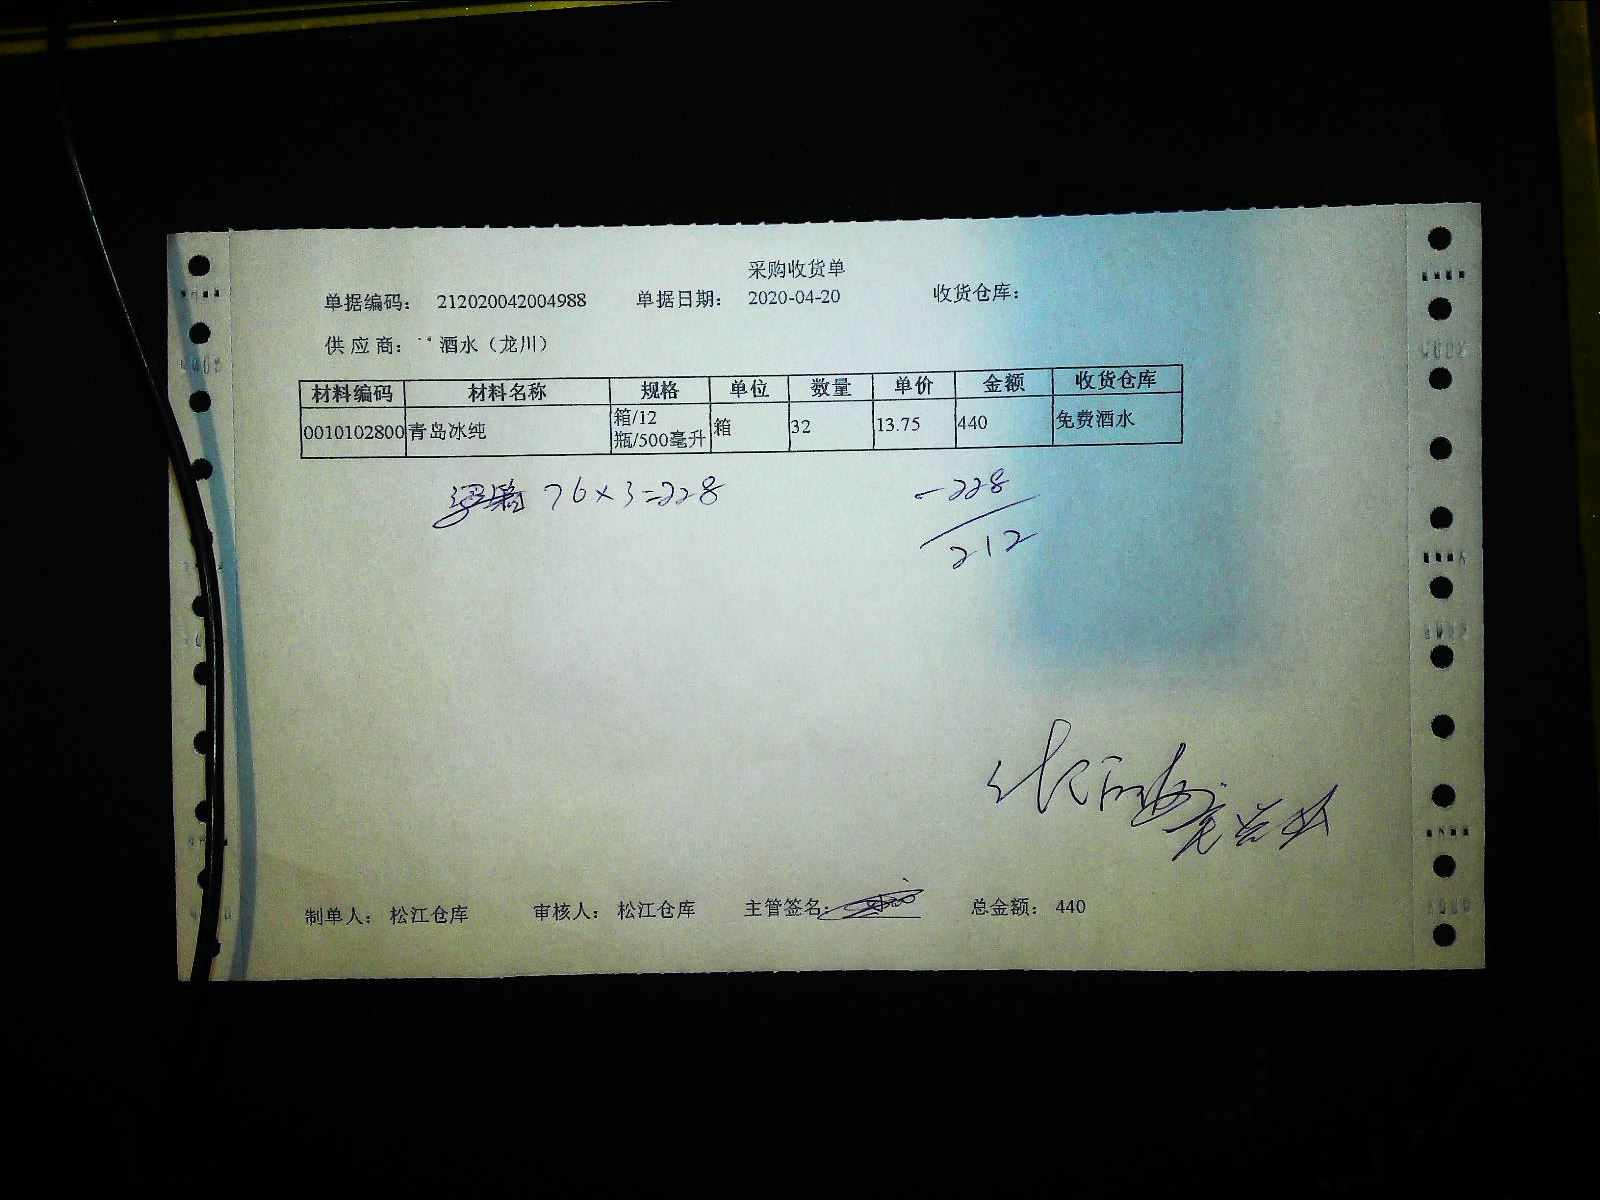 采购收货单
单据编码： 212020042004988 单据日期： 2020-04-20 收货仓库：
供应商： 酒水（龙川）
材料编码 材料名称 规格 单位 数量 单价 金额 收货仓库
0010102800 青岛冰纯 箱/12瓶/500毫升 箱 32 13.75 440 免费酒水
76×3=228 -228
212
制单人： 松江仓库 审核人： 松江仓库 主管签名： 总金额： 440